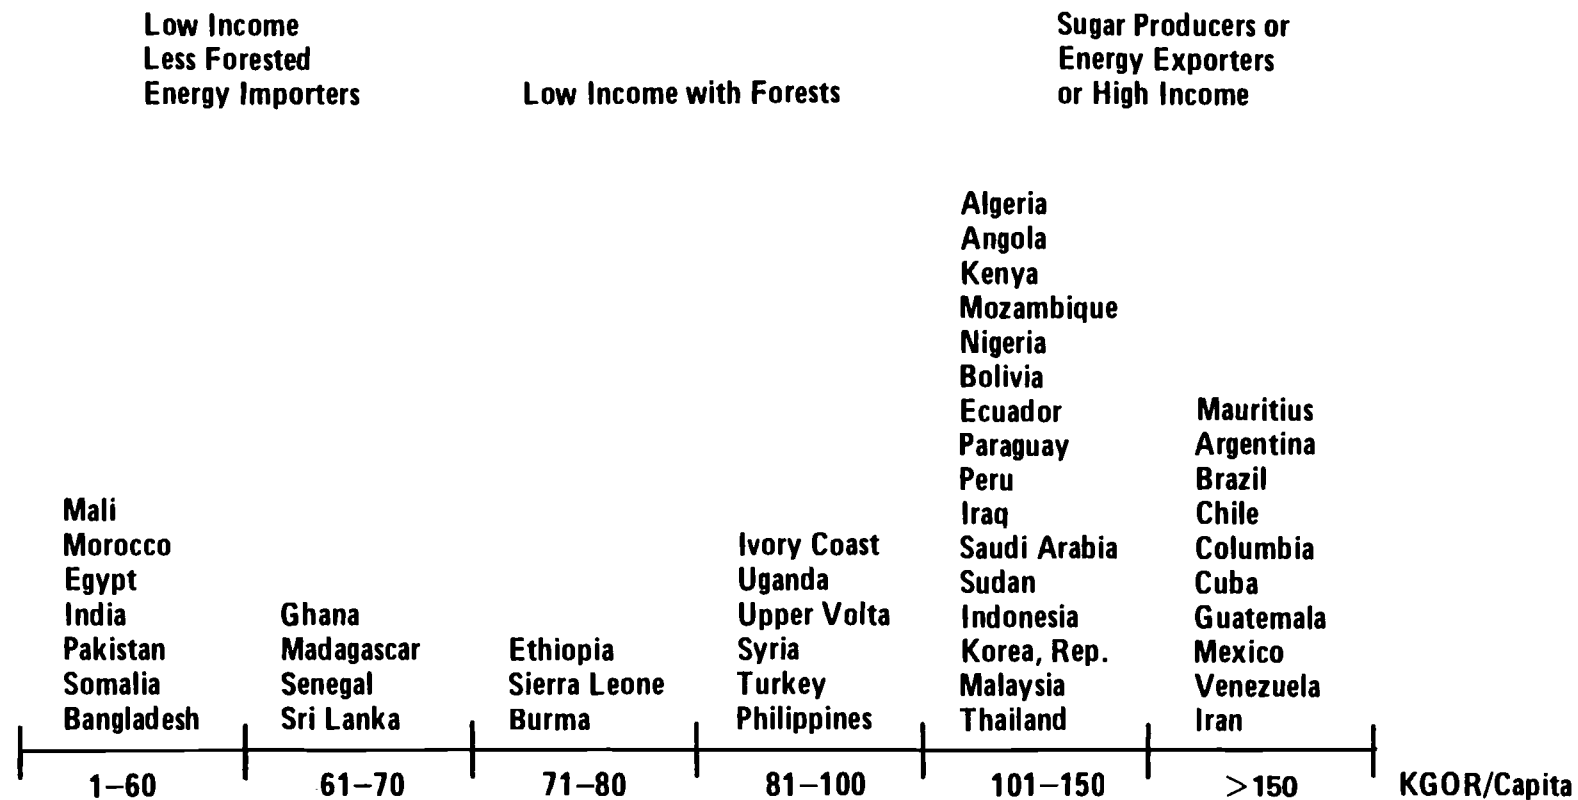 Low Income
Less Forested
Energy Importers
Low Income with Forests
Sugar Producers or
Energy Exporters
or High Income
Mali
Morocco
Egypt
India
Pakistan
Somalia
Bangladesh
Ghana
Madagascar
Senegal
Sri Lanka
Ethiopia
Sierra Leone
Burma
Ivory Coast
Uganda
Upper Volta
Syria
Turkey
Philippines
Algeria
Angola
Kenya
Mozambique
Nigeria
Bolivia
Ecuador
Paraguay
Peru
Iraq
Saudi Arabia
Sudan
Indonesia
Korea, Rep.
Malaysia
Thailand
Mauritius
Argentina
Brazil
Chile
Columbia
Cuba
Guatemala
Mexico
Venezuela
Iran
1–60
61–70
71–80
81–100
101–150
>150
KGOR/Capita